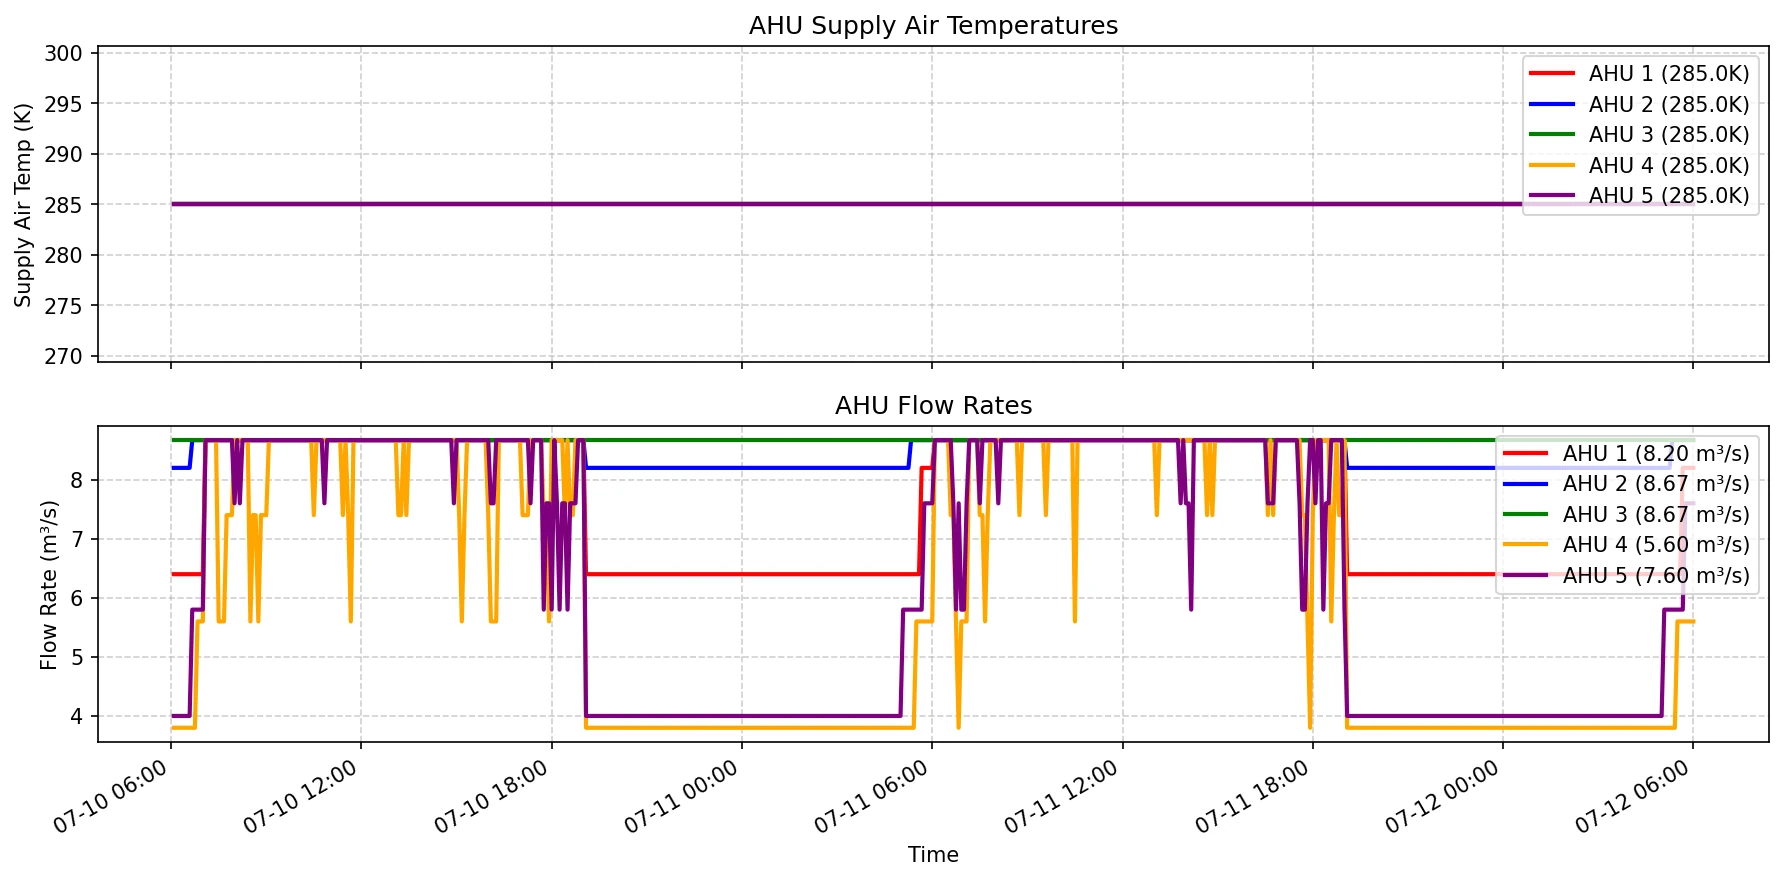 AHU Supply Air Temperatures
Supply Air Temp (K)
300
295
290
285
280
275
270
AHU 1 (285.0K)
AHU 2 (285.0K)
AHU 3 (285.0K)
AHU 4 (285.0K)
AHU 5 (285.0K)
AHU Flow Rates
Flow Rate (m³/s)
8
7
6
5
4
AHU 1 (8.20 m³/s)
AHU 2 (8.67 m³/s)
AHU 3 (8.67 m³/s)
AHU 4 (5.60 m³/s)
AHU 5 (7.60 m³/s)
07-10 06:00
07-10 12:00
07-10 18:00
07-11 00:00
07-11 06:00
07-11 12:00
07-11 18:00
07-12 00:00
07-12 06:00
Time